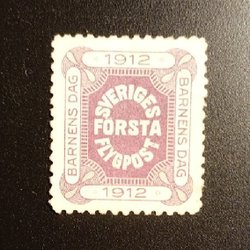 1912
BARNENS DAG
SVERIGES
FÖRSTA
FLYGPOST
BARNENS DAG
1912